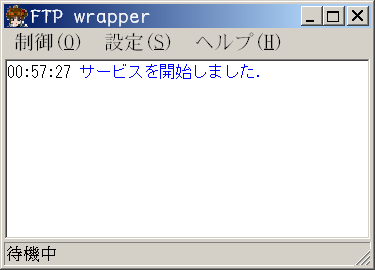 FTP wrapper
制御(O) 設定(S) ヘルプ(H)
00:57:27 サービスを開始しました.
待機中